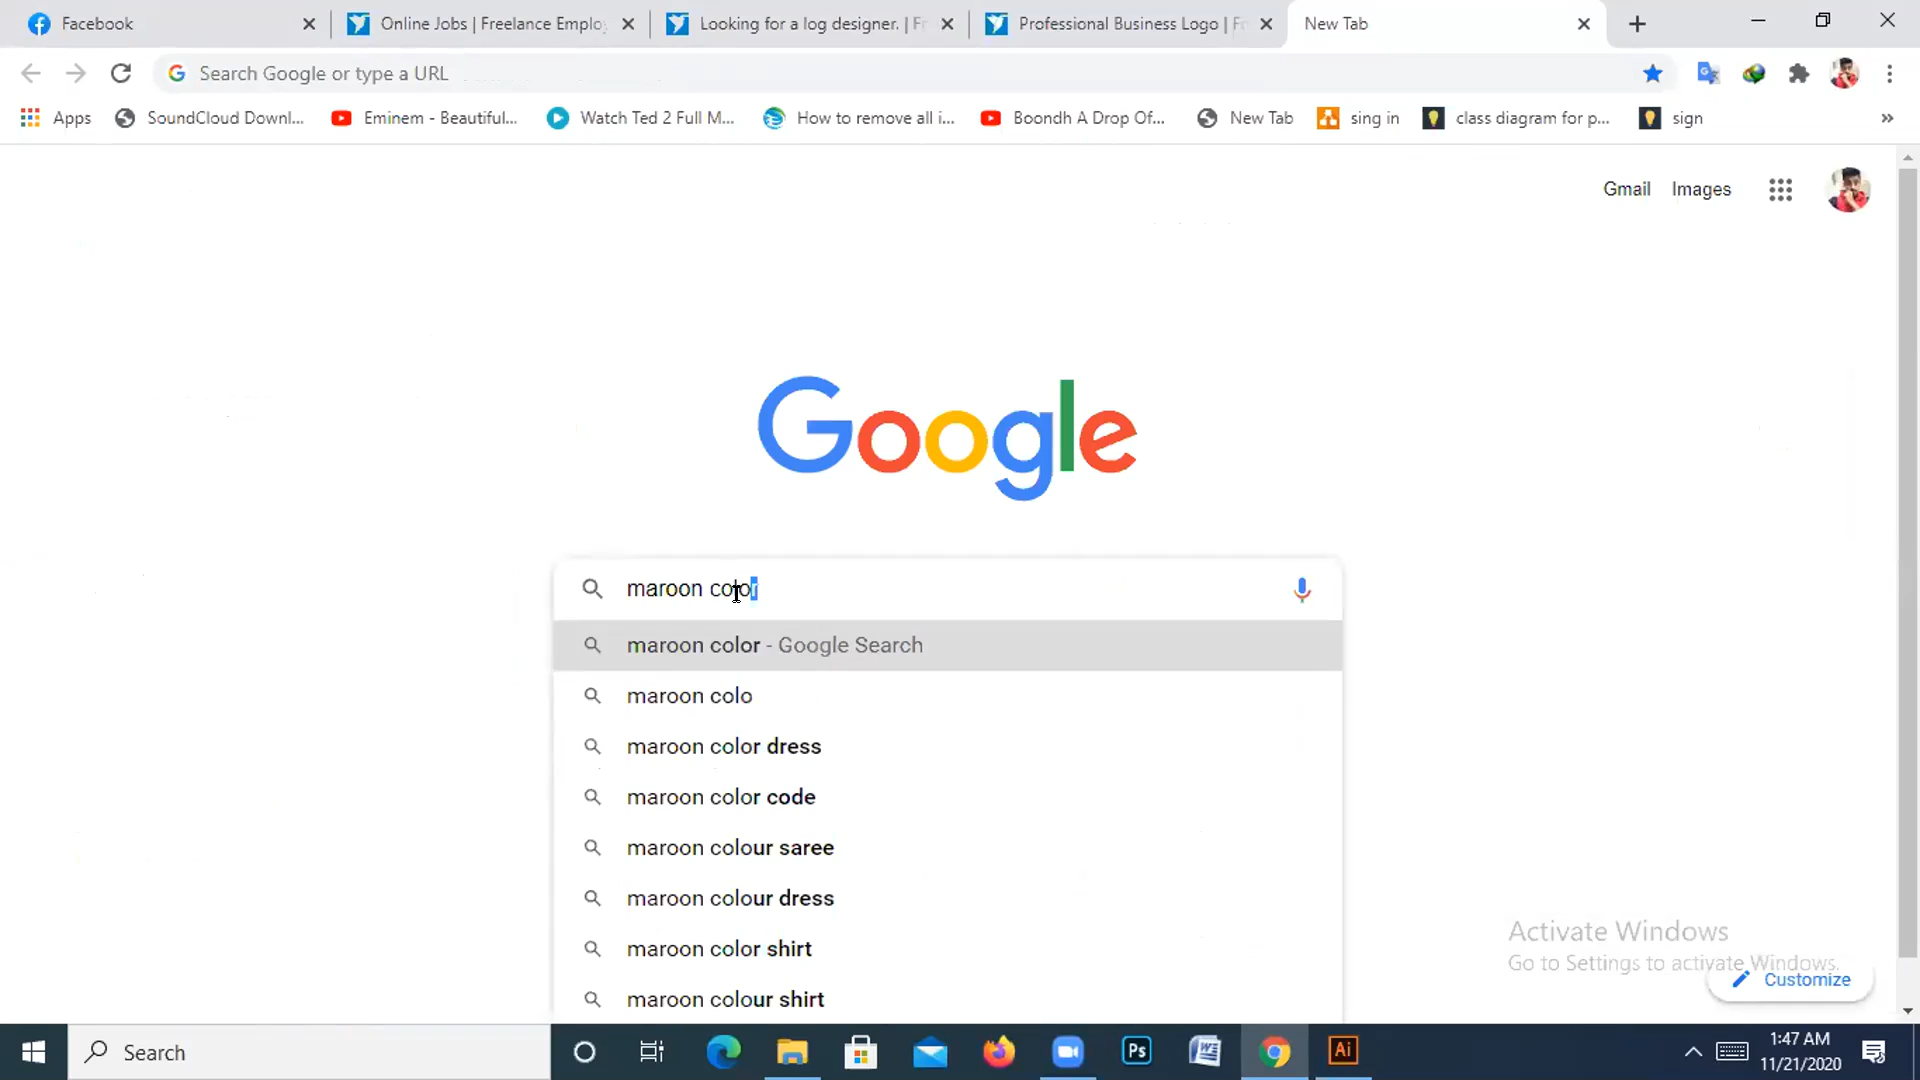 Facebook
Online Jobs | Freelance Emplo
Looking for a log designer. | F
Professional Business Logo | F
New Tab
Search Google or type a URL
Apps
SoundCloud Downl...
Eminem - Beautiful...
Watch Ted 2 Full M...
How to remove all i...
Boondh A Drop Of...
New Tab
sing in
class diagram for p...
sign
»
Gmail
Images
Google
maroon color
maroon color - Google Search
maroon colo
maroon color dress
maroon color code
maroon colour saree
maroon colour dress
maroon color shirt
maroon colour shirt
Activate Windows
Go to Settings to activate Windows.
Customize
Search
Ps
Ai
1:47 AM
11/21/2020